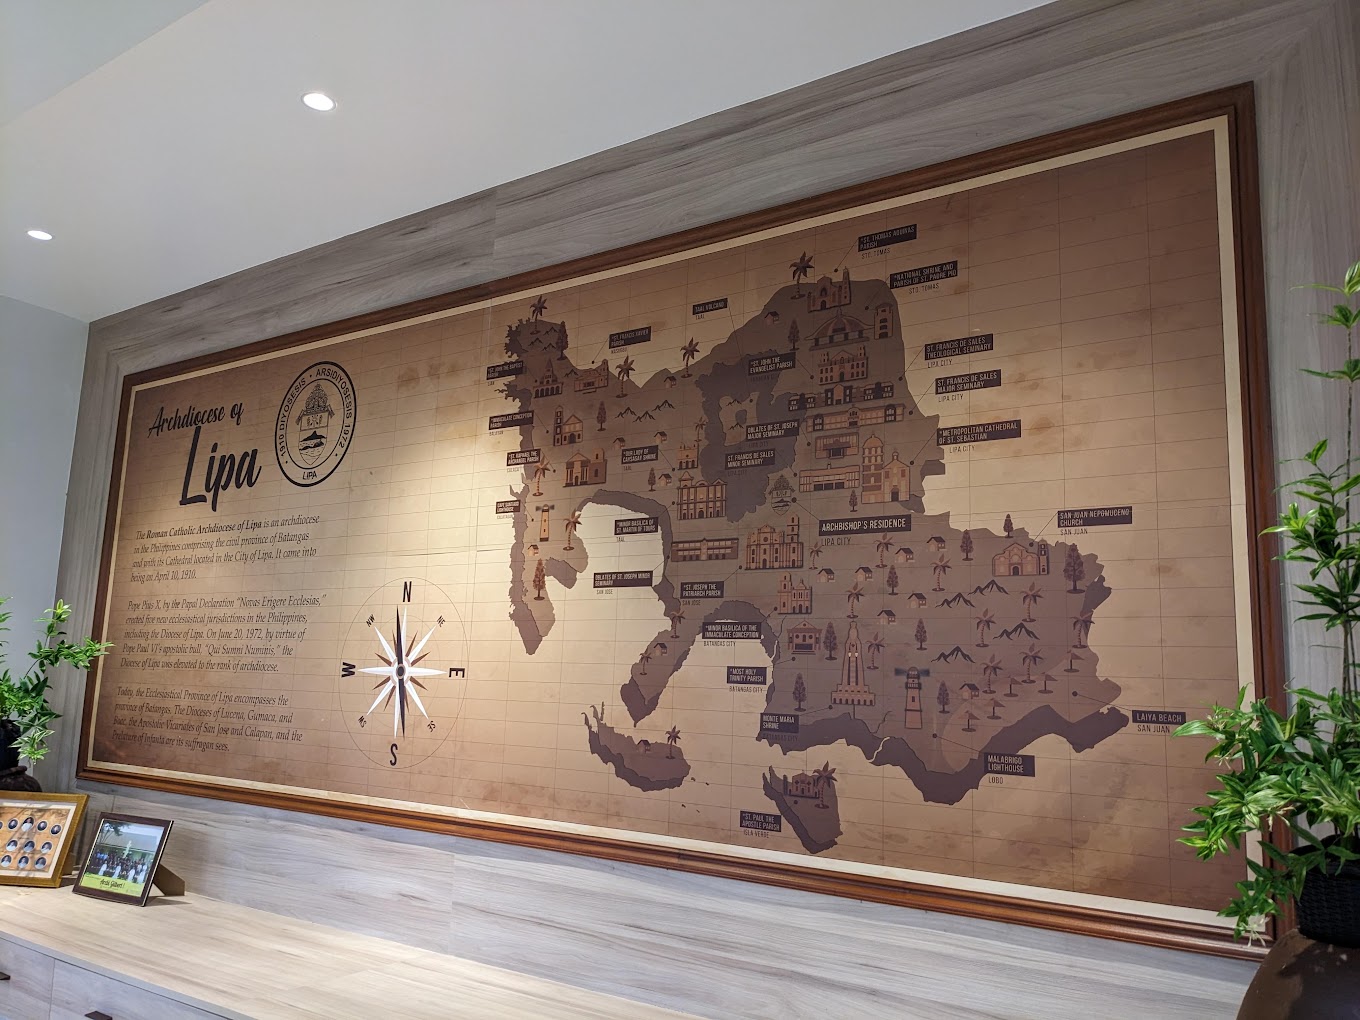 Archdiocese of
Lipa
1910 DIYOSESIS • ARSIDIYOSESIS 1972
LIPA
The Roman Catholic Archdiocese of Lipa is an archdiocese
in the Philippines comprising the civil province of Batangas
and with its Cathedral located in the City of Lipa. It came into
being on April 10, 1910.
Pope Pius X, by the Papal Declaration "Novas Erigere Ecclesias,"
erected five new ecclesiastical jurisdictions in the Philippines,
including the Diocese of Lipa. On June 20, 1972, by virtue of
Pope Paul VI's apostolic bull, "Qui Summi Numinis," the
Diocese of Lipa was elevated to the rank of archdiocese.
Today, the Ecclesiastical Province of Lipa encompasses the
province of Batangas. The Dioceses of Lucena, Gumaca, and
Boac, the Apostolic Vicariates of San Jose and Calapan, and the
Prelature of Infanta are its suffragan sees.
N
NE
E
SE
S
SW
W
NW
*ST. THOMAS AQUINAS
PARISH
STO. TOMAS
*NATIONAL SHRINE AND
PARISH OF ST. PADRE PIO
STO. TOMAS
TAAL VOLCANO
TAAL
*ST. FRANCIS XAVIER
PARISH
NASUGBU
*ST. JOHN THE BAPTIST
PARISH
LIAN
*ST. JOHN THE
EVANGELIST PARISH
ST. FRANCIS DE SALES
THEOLOGICAL SEMINARY
LIPA CITY
ST. FRANCIS DE SALES
MAJOR SEMINARY
LIPA CITY
*METROPOLITAN CATHEDRAL
OF ST. SEBASTIAN
LIPA CITY
*IMMACULATE CONCEPTION
PARISH
BALAYAN
*ST. RAPHAEL THE
ARCHANGEL PARISH
CALACA
*OUR LADY OF
CAYSASAY SHRINE
TAAL
OBLATES OF ST. JOSEPH
MAJOR SEMINARY
ST. FRANCIS DE SALES
MINOR SEMINARY
CAPE SANTIAGO
LIGHTHOUSE
CALATAGAN
*MINOR BASILICA OF
ST. MARTIN OF TOURS
TAAL
ARCHBISHOP'S RESIDENCE
LIPA CITY
SAN JUAN NEPOMUCENO
CHURCH
SAN JUAN
OBLATES OF ST. JOSEPH MINOR
SEMINARY
SAN JOSE
*ST. JOSEPH THE
PATRIARCH PARISH
SAN JOSE
*MINOR BASILICA OF THE
IMMACULATE CONCEPTION
BATANGAS CITY
*MOST HOLY
TRINITY PARISH
BATANGAS CITY
MONTE MARIA
SHRINE
BATANGAS CITY
LAIYA BEACH
SAN JUAN
MALABRIGO
LIGHTHOUSE
LOBO
*ST. PAUL THE
APOSTLE PARISH
ISLA VERDE